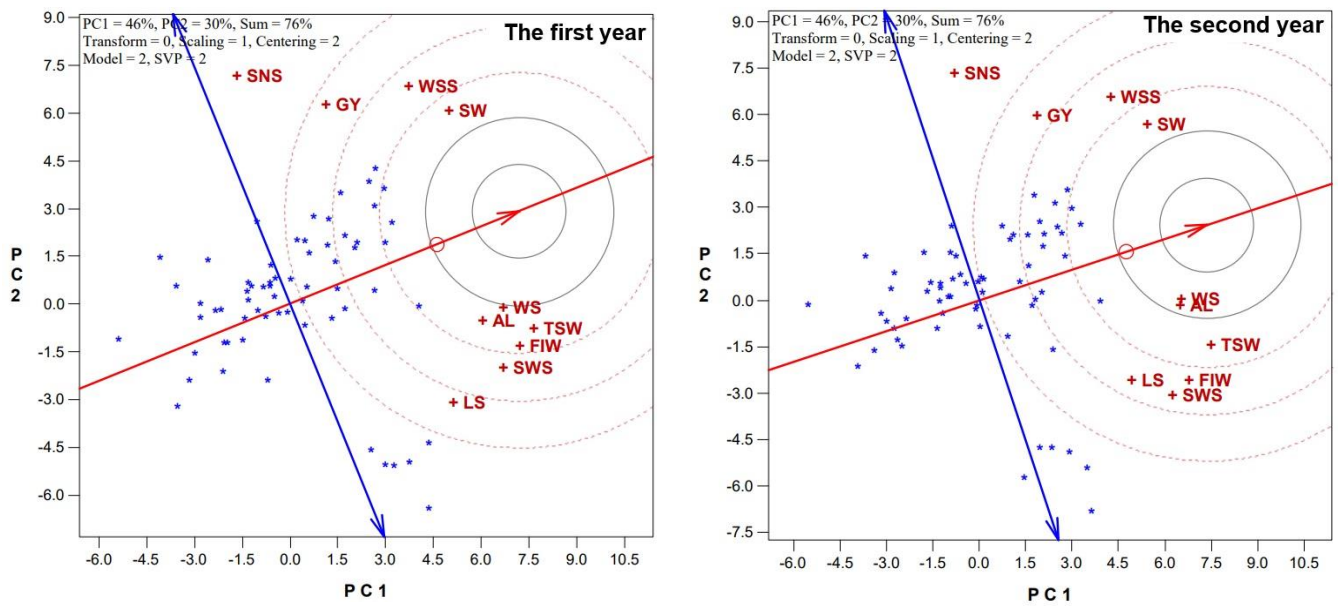 The first year
PC1 = 46%, PC2 = 30%, Sum = 76%
Transform = 0, Scaling = 1, Centering = 2
Model = 2, SVP = 2
9.0
7.5
6.0
4.5
3.0
1.5
0.0
-1.5
-3.0
-4.5
-6.0
P
C
2
+ SNS
+ GY
+ WSS
+ SW
+ WS
+ AL
+ TSW
+ FIW
+ SWS
+ LS
-6.0 -4.5 -3.0 -1.5 0.0 1.5 3.0 4.5 6.0 7.5 9.0 10.5
P C 1
The second year
PC1 = 46%, PC2 = 30%, Sum = 76%
Transform = 0, Scaling = 1, Centering = 2
Model = 2, SVP = 2
9.0
7.5
6.0
4.5
3.0
1.5
0.0
-1.5
-3.0
-4.5
-6.0
-7.5
P
C
2
+ SNS
+ GY
+ WSS
+ SW
+ WS
+ AL
+ TSW
+ LS
+ FIW
+ SWS
-6.0 -4.5 -3.0 -1.5 0.0 1.5 3.0 4.5 6.0 7.5 9.0 10.5
P C 1